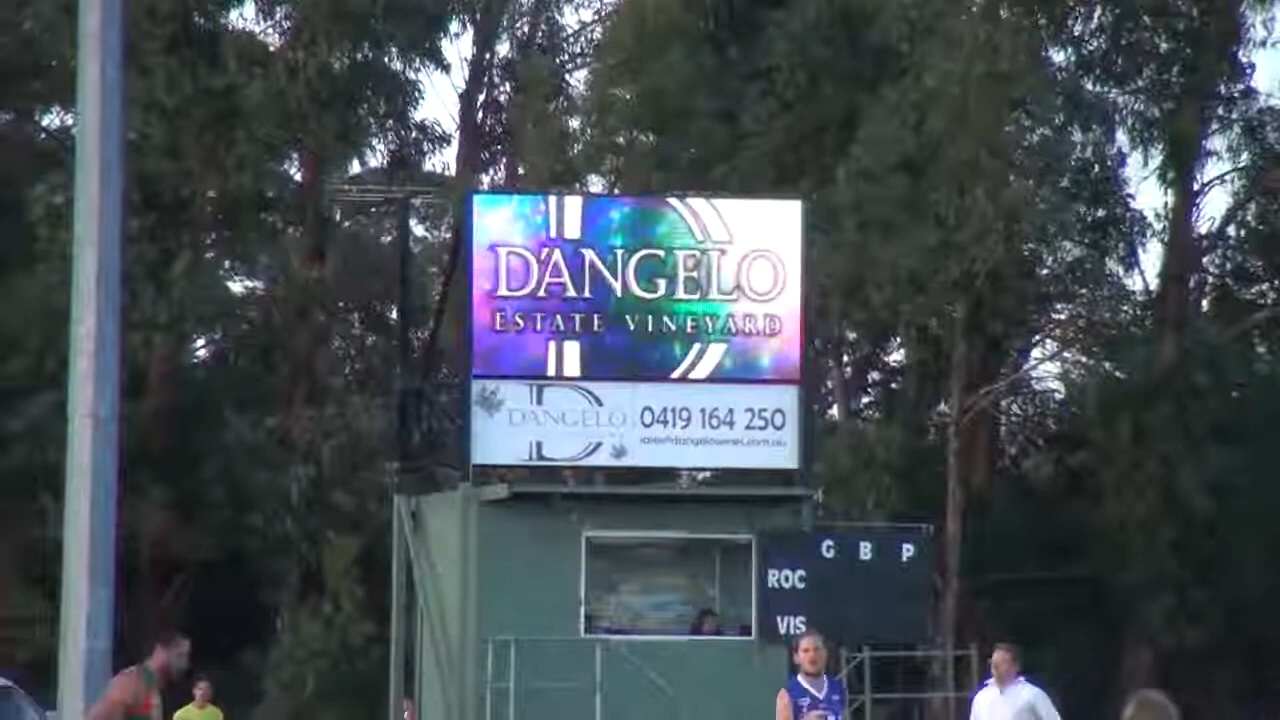 D'ANGELO
ESTATE VINEYARD
D
D'ANGELO
0419 164 250
G B P
ROC
VIS